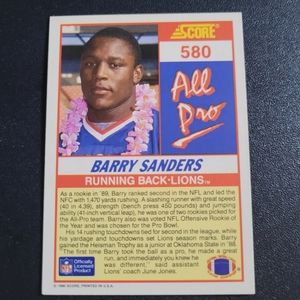 SCORE
580
All
Pro
BARRY SANDERS
RUNNING BACK·LIONS™
As a rookie in '89, Barry ranked second in the NFL and led the
NFC with 1,470 yards rushing. A slashing runner with great speed
(40 in 4.39), strength (bench press 450 pounds) and jumping
ability (41-inch vertical leap), he was one of two rookies picked for
the All-Pro team. Barry also was voted NFL Offensive Rookie of
the Year and was chosen for the Pro Bowl.
His 14 rushing touchdowns tied for second in the league, while
his yardage and touchdowns set Lions season marks. Barry
gained the Heisman Trophy as a junior at Oklahoma State in '88.
"The first time Barry took the ball as a pro, he made a great
run, and immediately you knew he
was different," said assistant
Lions' coach June Jones.
Officially
Licensed
Product
© 1990 SCORE, PRINTED IN U.S.A.